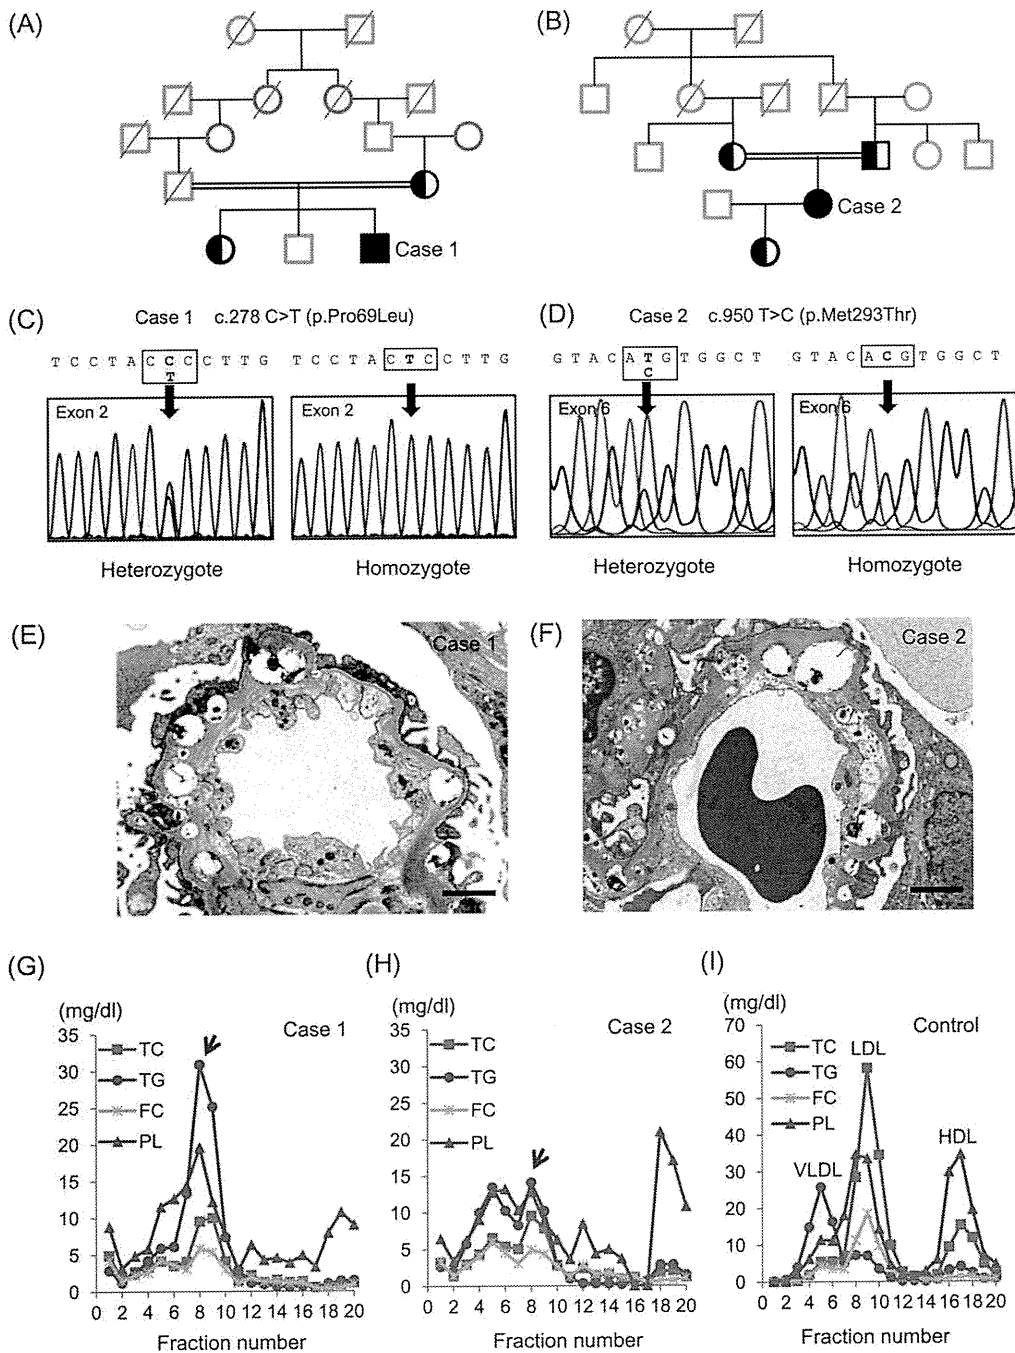 (A)
(B)
Case 1
Case 2
(C)
Case 1 c.278 C>T (p.Pro69Leu)
(D)
Case 2 c.950 T>C (p.Met293Thr)
T C C T A C C C C T T G
T
T C C T A C T C C T T G
G T A C A T G T G G C T
C
G T A C A C G T G G C T
Exon 2
Exon 2
Exon 6
Exon 6
Heterozygote
Homozygote
Heterozygote
Homozygote
(E)
Case 1
(F)
Case 2
(G)
(mg/dl)
Case 1
35
30
25
20
15
10
5
0
TC
TG
FC
PL
0 2 4 6 8 10 12 14 16 18 20
Fraction number
(H)
(mg/dl)
Case 2
35
30
25
20
15
10
5
0
TC
TG
FC
PL
0 2 4 6 8 10 12 14 16 18 20
Fraction number
(I)
(mg/dl)
Control
70
60
50
40
30
20
10
0
TC
TG
FC
PL
LDL
VLDL
HDL
0 2 4 6 8 10 12 14 16 18 20
Fraction number